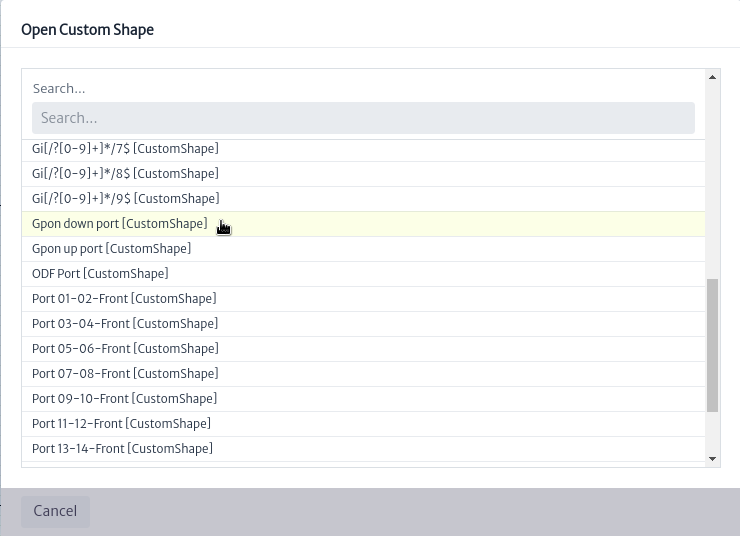 Open Custom Shape
Search...
Search...
Gi[/?[0-9]+]*/7$ [CustomShape]
Gi[/?[0-9]+]*/8$ [CustomShape]
Gi[/?[0-9]+]*/9$ [CustomShape]
Gpon down port [CustomShape]
Gpon up port [CustomShape]
ODF Port [CustomShape]
Port 01-02-Front [CustomShape]
Port 03-04-Front [CustomShape]
Port 05-06-Front [CustomShape]
Port 07-08-Front [CustomShape]
Port 09-10-Front [CustomShape]
Port 11-12-Front [CustomShape]
Port 13-14-Front [CustomShape]
Cancel